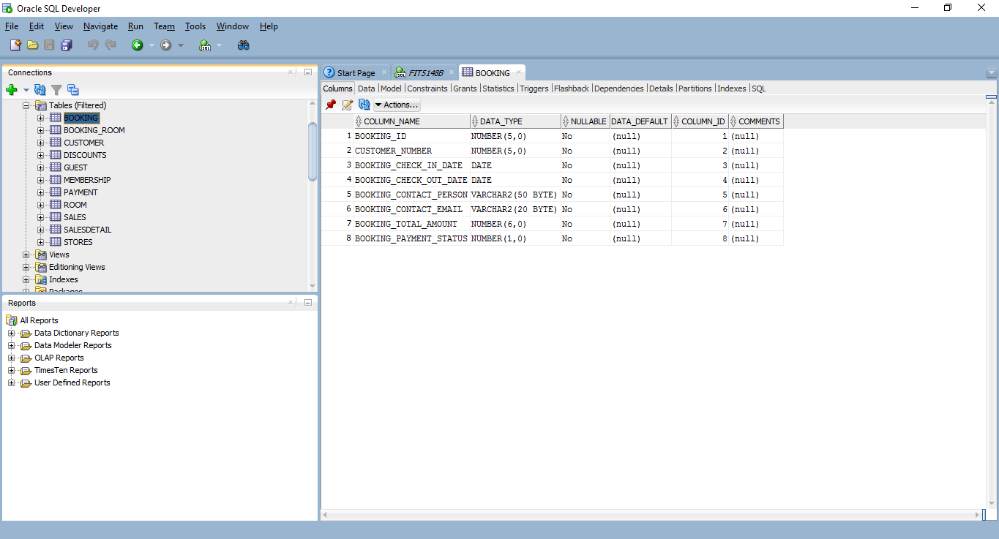 Oracle SQL Developer
File Edit View Navigate Run Team Tools Window Help
Connections
Tables (Filtered)
BOOKING
BOOKING_ROOM
CUSTOMER
DISCOUNTS
GUEST
MEMBERSHIP
PAYMENT
ROOM
SALES
SALESDETAIL
STORES
Views
Editioning Views
Indexes
Packages
Reports
All Reports
Data Dictionary Reports
Data Modeler Reports
OLAP Reports
TimesTen Reports
User Defined Reports
Start Page FIT5148B BOOKING
Columns Data Model Constraints Grants Statistics Triggers Flashback Dependencies Details Partitions Indexes SQL
Actions...
COLUMN_NAME DATA_TYPE NULLABLE DATA_DEFAULT COLUMN_ID COMMENTS
1 BOOKING_ID NUMBER(5,0) No (null) 1 (null)
2 CUSTOMER_NUMBER NUMBER(5,0) No (null) 2 (null)
3 BOOKING_CHECK_IN_DATE DATE No (null) 3 (null)
4 BOOKING_CHECK_OUT_DATE DATE No (null) 4 (null)
5 BOOKING_CONTACT_PERSON VARCHAR2(50 BYTE) No (null) 5 (null)
6 BOOKING_CONTACT_EMAIL VARCHAR2(20 BYTE) No (null) 6 (null)
7 BOOKING_TOTAL_AMOUNT NUMBER(6,0) No (null) 7 (null)
8 BOOKING_PAYMENT_STATUS NUMBER(1,0) No (null) 8 (null)